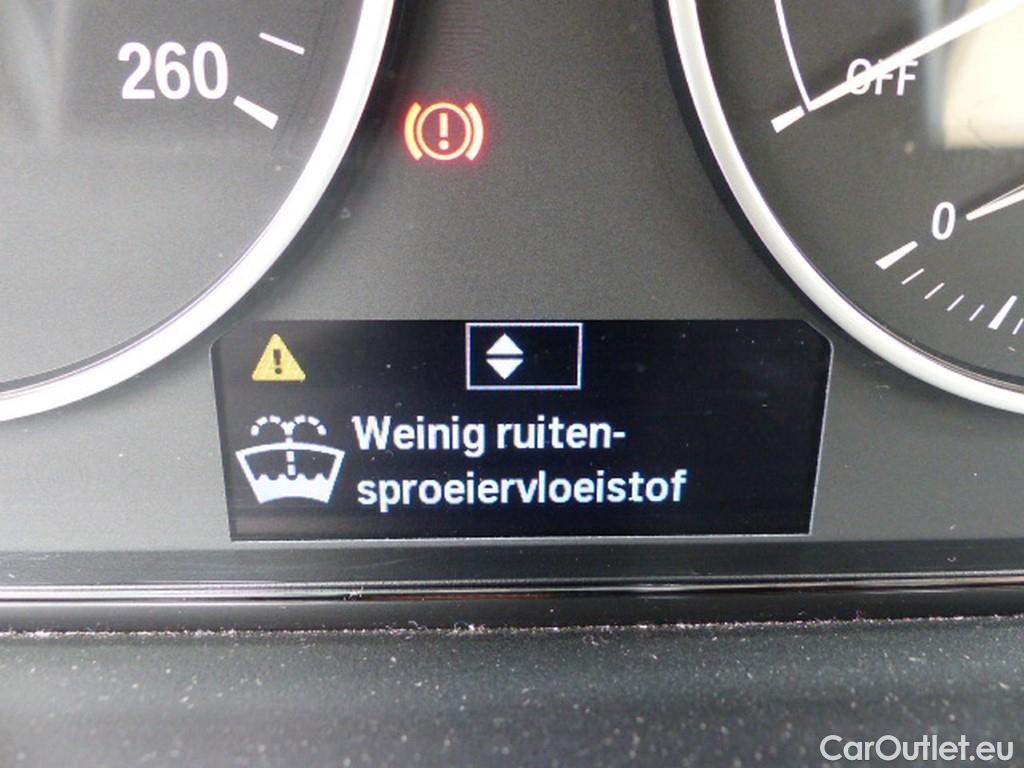 260
OFF
0
Weinig ruiten-
sproeiervloeistof
CarOutlet.eu